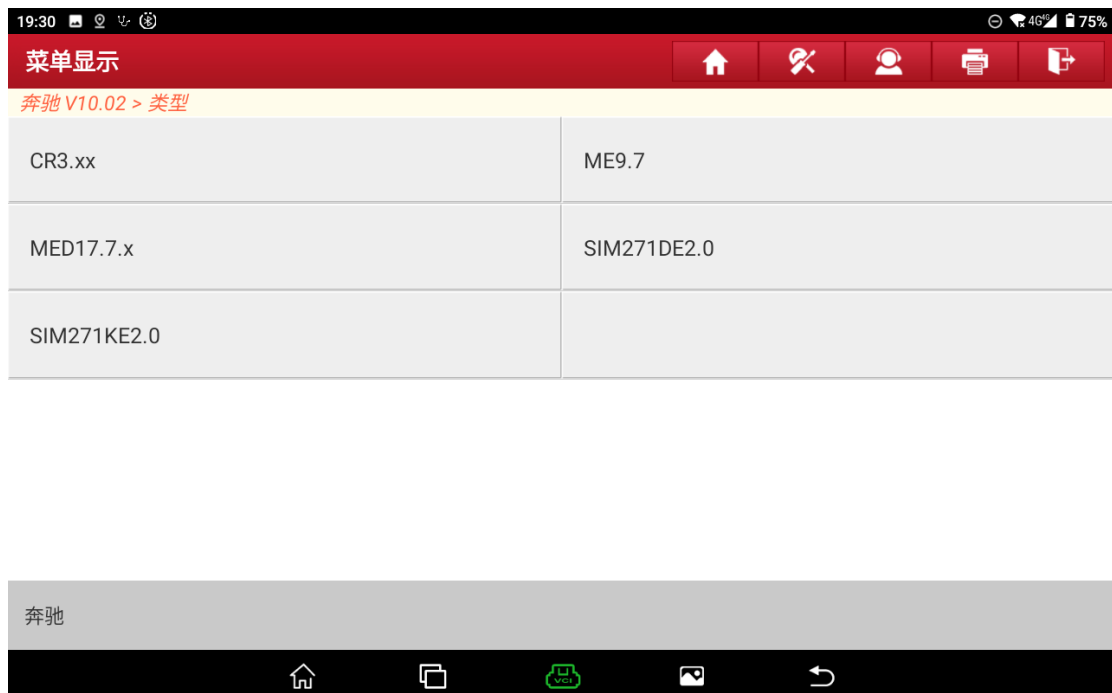 19:30 4G 4G 75%
菜单显示
奔驰 V10.02 > 类型
CR3.xx ME9.7
MED17.7.x SIM271DE2.0
SIM271KE2.0
奔驰
VCI